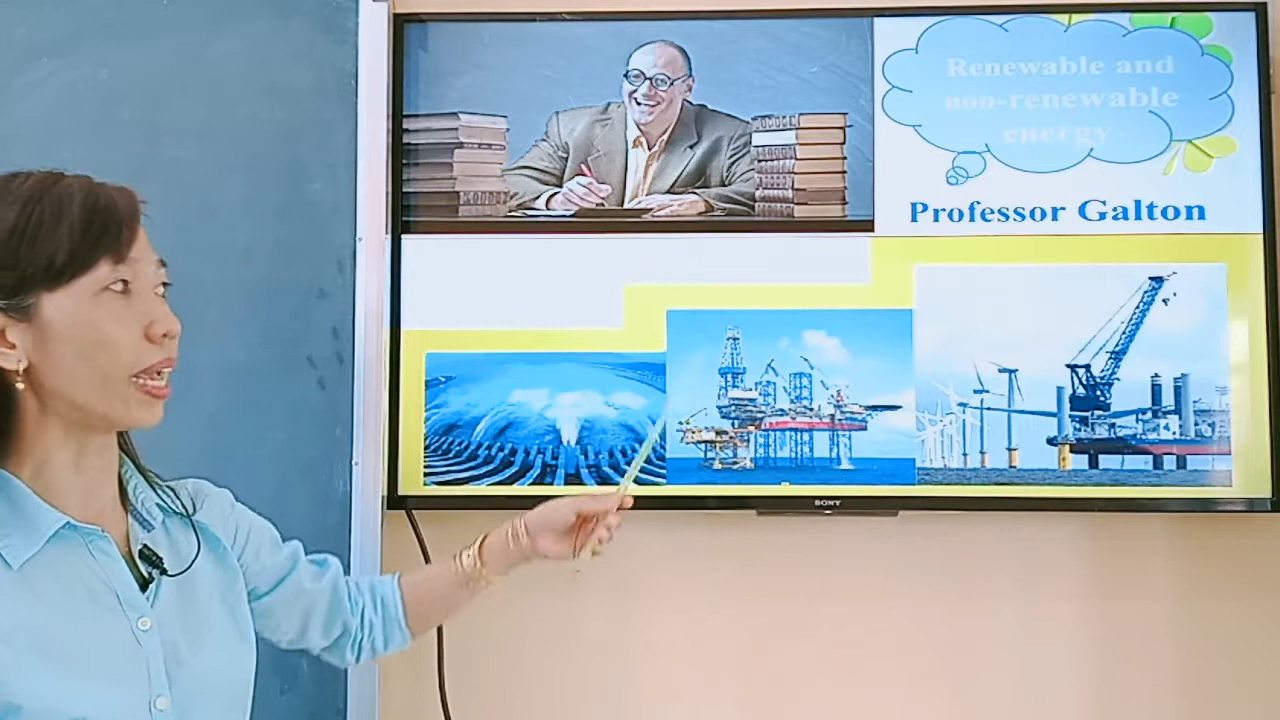 Renewable and
non-renewable
energy
Professor Galton
SONY